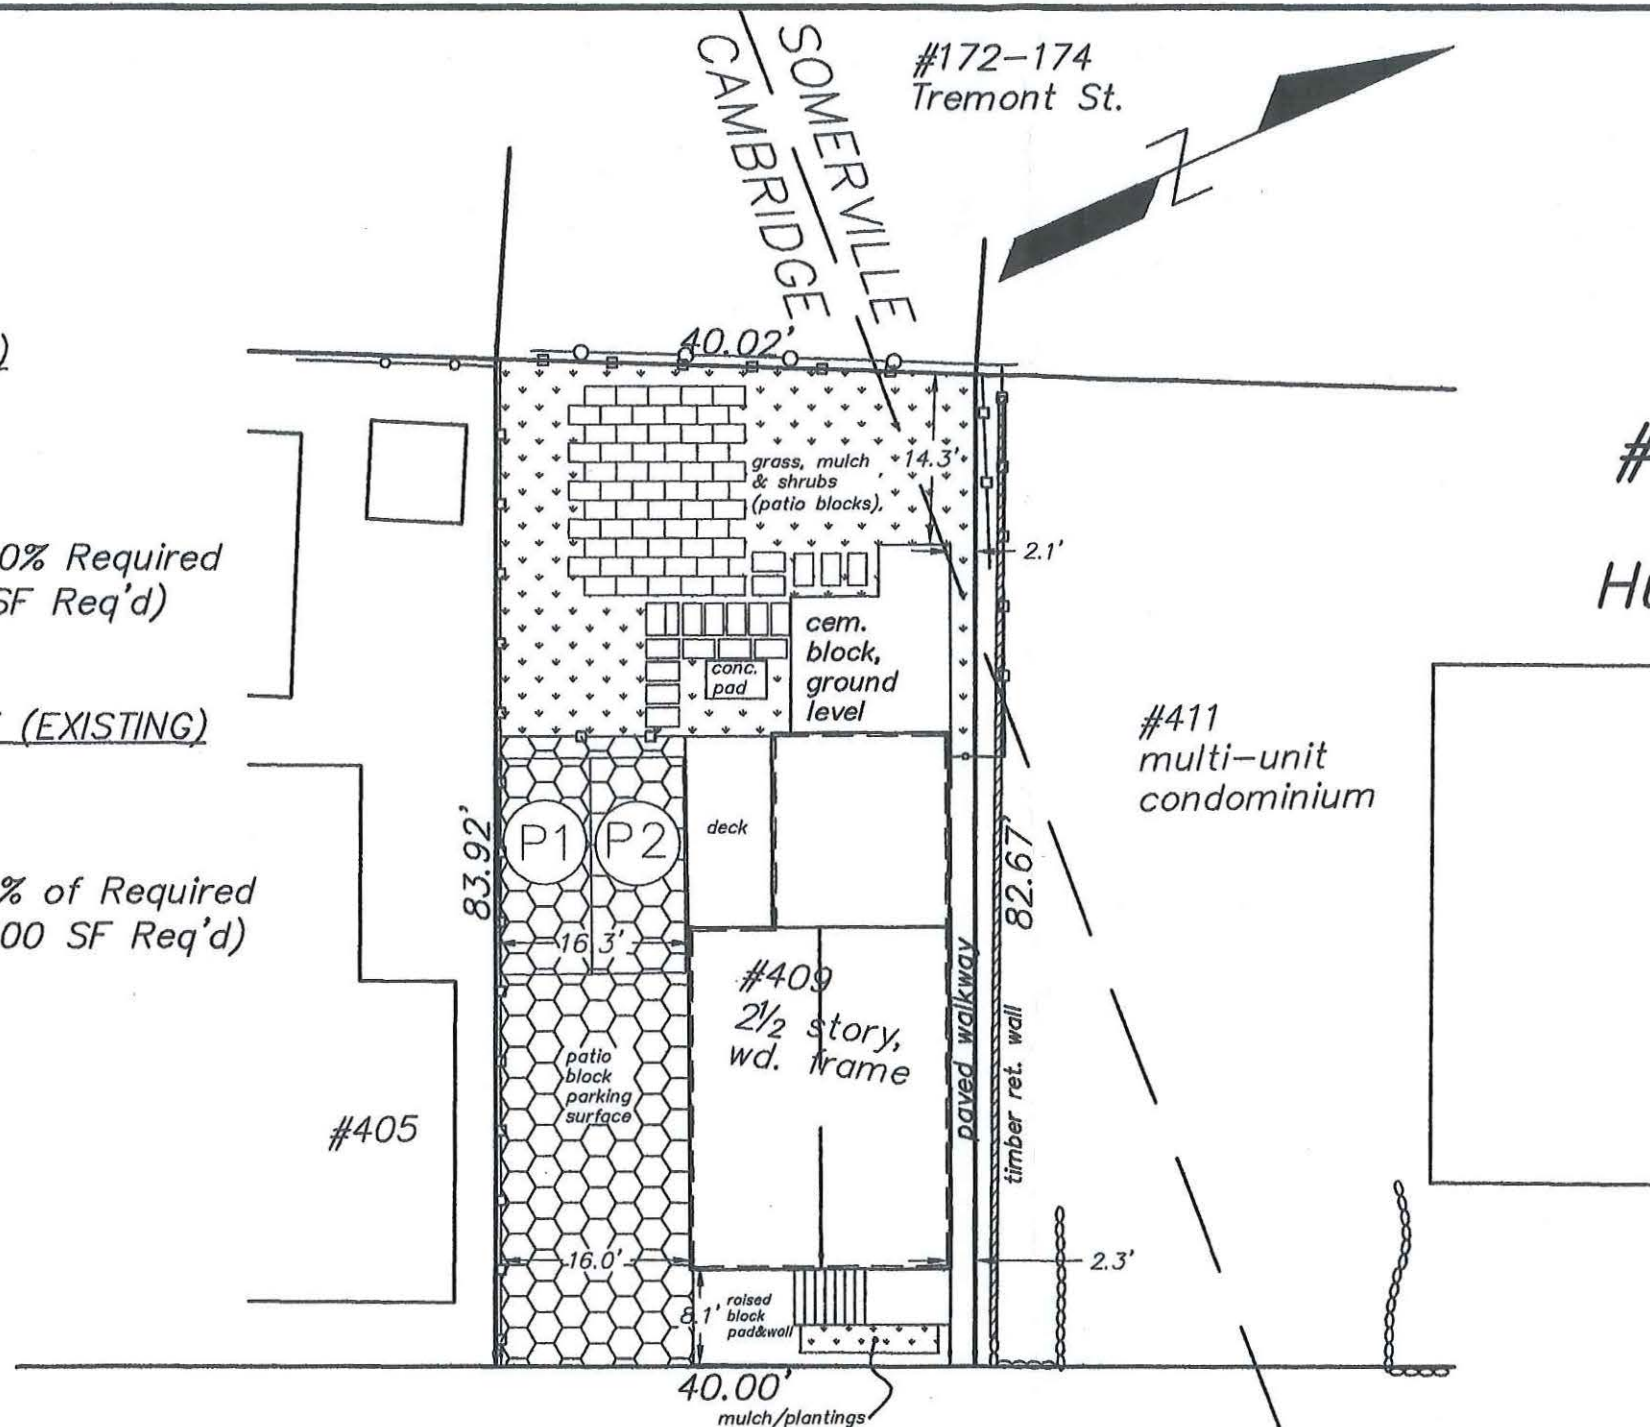 SOMERVILLE
CAMBRIDGE
#172-174
Tremont St.
Z
)
40.02'
grass, mulch
& shrubs
(patio blocks)
14.3'
2.1'
0% Required
SF Req'd)
#
cem.
block,
ground
level
conc.
pad
(EXISTING)
#411
multi-unit
condominium
P1
P2
deck
83.92'
82.67'
% of Required
00 SF Req'd)
16.3'
#409
2½ story,
wd. frame
paved walkway
timber ret. wall
patio
block
parking
surface
#405
16.0'
2.3'
8.1'
raised
block
pad&wall
40.00'
mulch/plantings